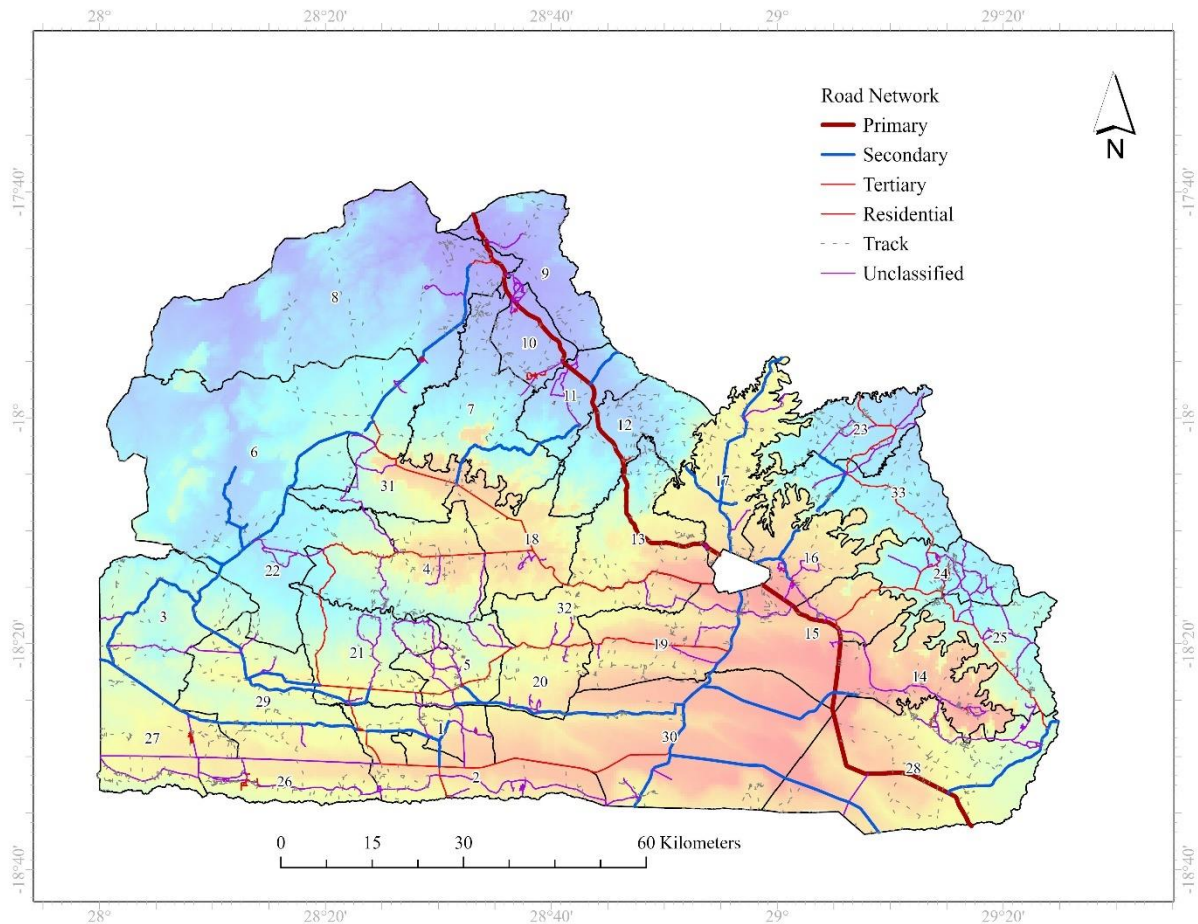 28° 28°20' 28°40' 29° 29°20'
Road Network
Primary
Secondary
Tertiary
Residential
Track
Unclassified
N
-17°40' -17°40'
9
8
10
11
7
12
-18° -18°
23
6
17
31
33
18 13
22 4 16
24
32
3 15 25
-18°20' -18°20'
21 5 19
14
20
29
1
27 30
28
26 2
0 15 30 60 Kilometers
-18°40' -18°40'
28° 28°20' 28°40' 29° 29°20'